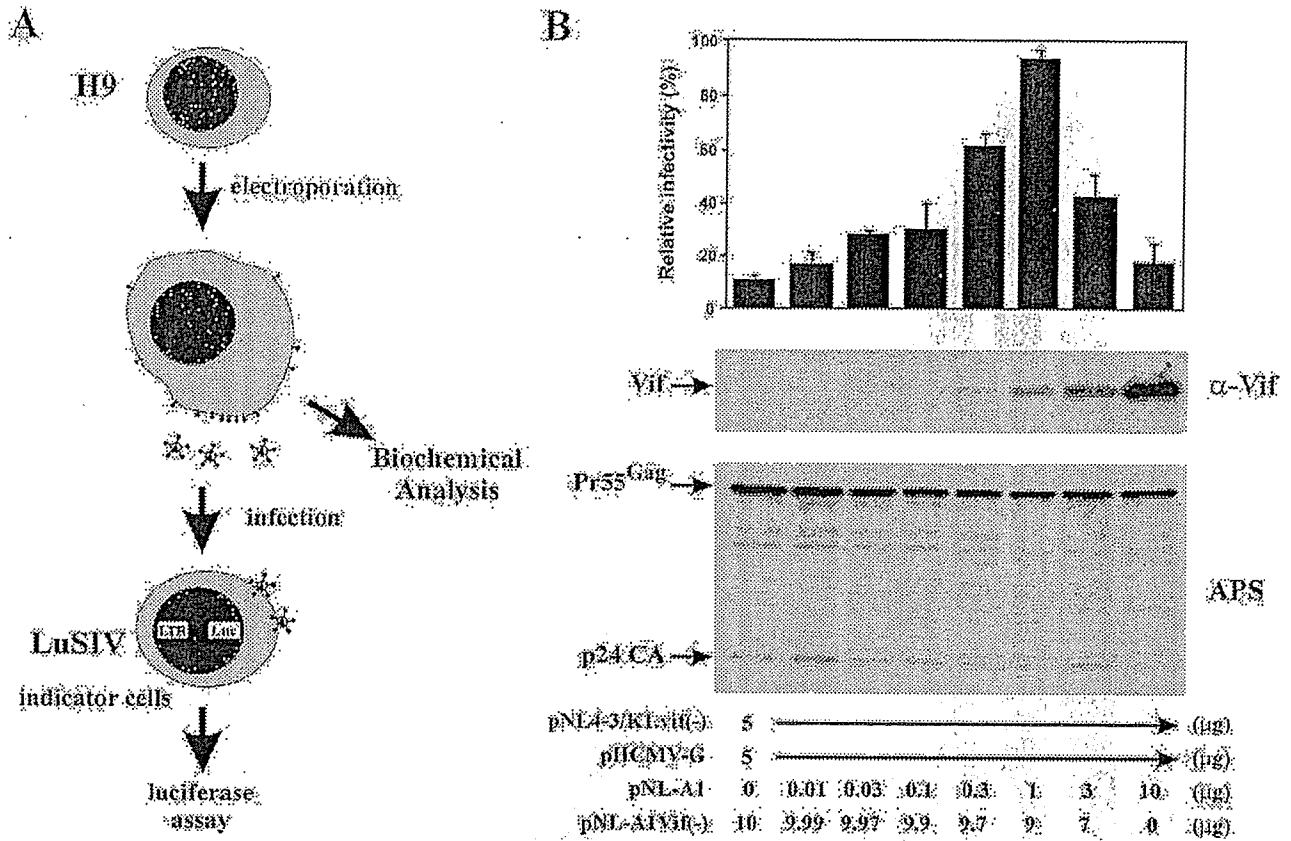 A
H9
electroporation
Biochemical
Analysis
infection
LTR Luc
LuSIV
indicator cells
luciferase
assay
B
Relative infectivity (%)
100
80
60
40
20
0
Vif
α-Vif
Pr55Gag
APS
p24 CA
pNL4-3/K1vif(-) 5 (µg)
pHCMV-G 5 (µg)
pNL-A1 0 0.01 0.03 0.1 0.3 1 3 10 (µg)
pNL-A1Vif(-) 10 9.99 9.97 9.9 9.7 9 7 0 (µg)